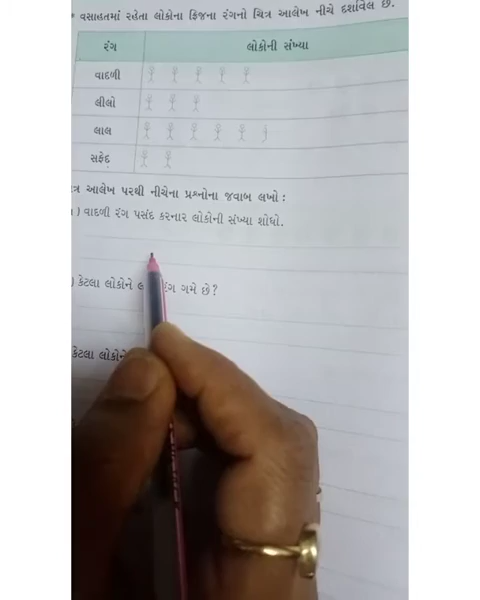 વસાહતમાં રહેતા લોકોના ફ્રિજના રંગનો ચિત્ર આલેખ નીચે દર્શાવેલ છે.
રંગ લોકોની સંખ્યા
વાદળી
લીલો
લાલ
સફેદ
આલેખ પરથી નીચેના પ્રશ્નોના જવાબ લખો :
) વાદળી રંગ પસંદ કરનાર લોકોની સંખ્યા શોધો.
) કેટલા લોકોને ગમે છે?
કેટલા